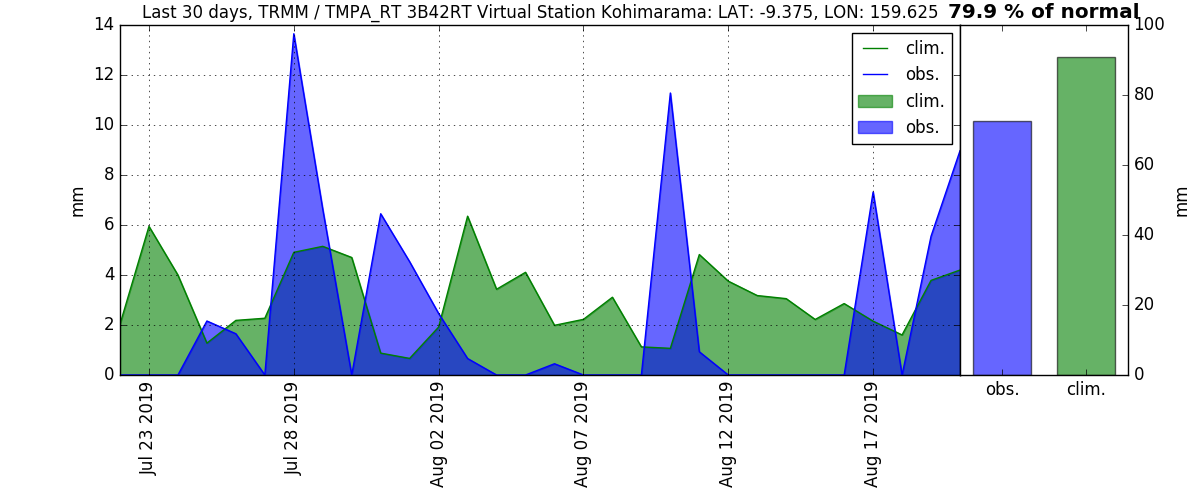 Last 30 days, TRMM / TMPA_RT 3B42RT Virtual Station Kohimarama: LAT: -9.375, LON: 159.625 79.9 % of normal
14
12
10
8
6
4
2
0
mm
clim.
obs.
clim.
obs.
100
80
60
40
20
0
mm
obs. clim.
Jul 23 2019
Jul 28 2019
Aug 02 2019
Aug 07 2019
Aug 12 2019
Aug 17 2019